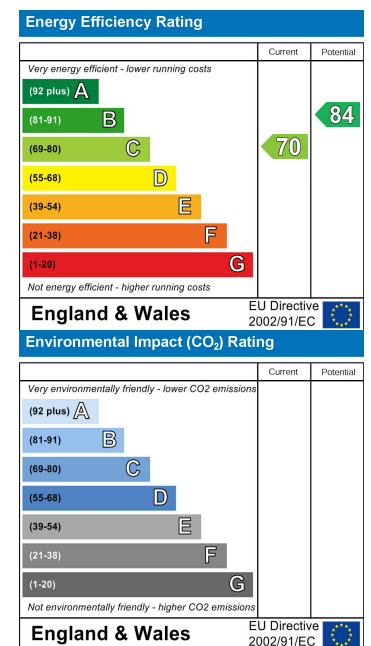 Energy Efficiency Rating
Current Potential
Very energy efficient - lower running costs
(92 plus) A
(81-91) B
84
(69-80) C
70
(55-68) D
(39-54) E
(21-38) F
(1-20) G
Not energy efficient - higher running costs
England & Wales
EU Directive
2002/91/EC
Environmental Impact (CO₂) Rating
Current Potential
Very environmentally friendly - lower CO2 emissions
(92 plus) A
(81-91) B
(69-80) C
(55-68) D
(39-54) E
(21-38) F
(1-20) G
Not environmentally friendly - higher CO2 emissions
England & Wales
EU Directive
2002/91/EC